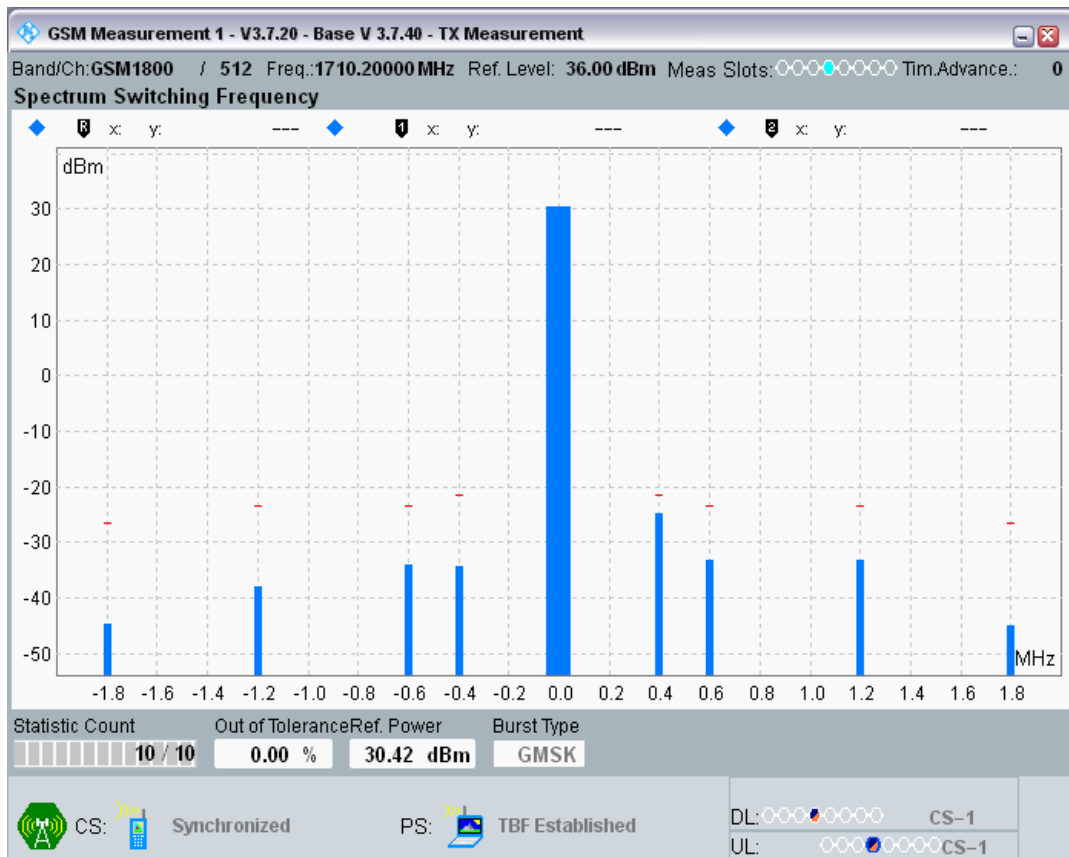 GSM Measurement 1 - V3.7.20 - Base V 3.7.40 - TX Measurement
Band/Ch:GSM1800 / 512 Freq.:1710.20000 MHz Ref. Level: 36.00 dBm Meas Slots: Tim.Advance.: 0
Spectrum Switching Frequency
R x: y: --- 1 x: y: --- 2 x: y: ---
dBm
30
20
10
0
-10
-20
-30
-40
-50
MHz
-1.8 -1.6 -1.4 -1.2 -1.0 -0.8 -0.6 -0.4 -0.2 0.0 0.2 0.4 0.6 0.8 1.0 1.2 1.4 1.6 1.8
Statistic Count Out of Tolerance Ref. Power Burst Type
10 / 10 0.00 % 30.42 dBm GMSK
CS: Synchronized PS: TBF Established
DL: CS-1
UL: CS-1